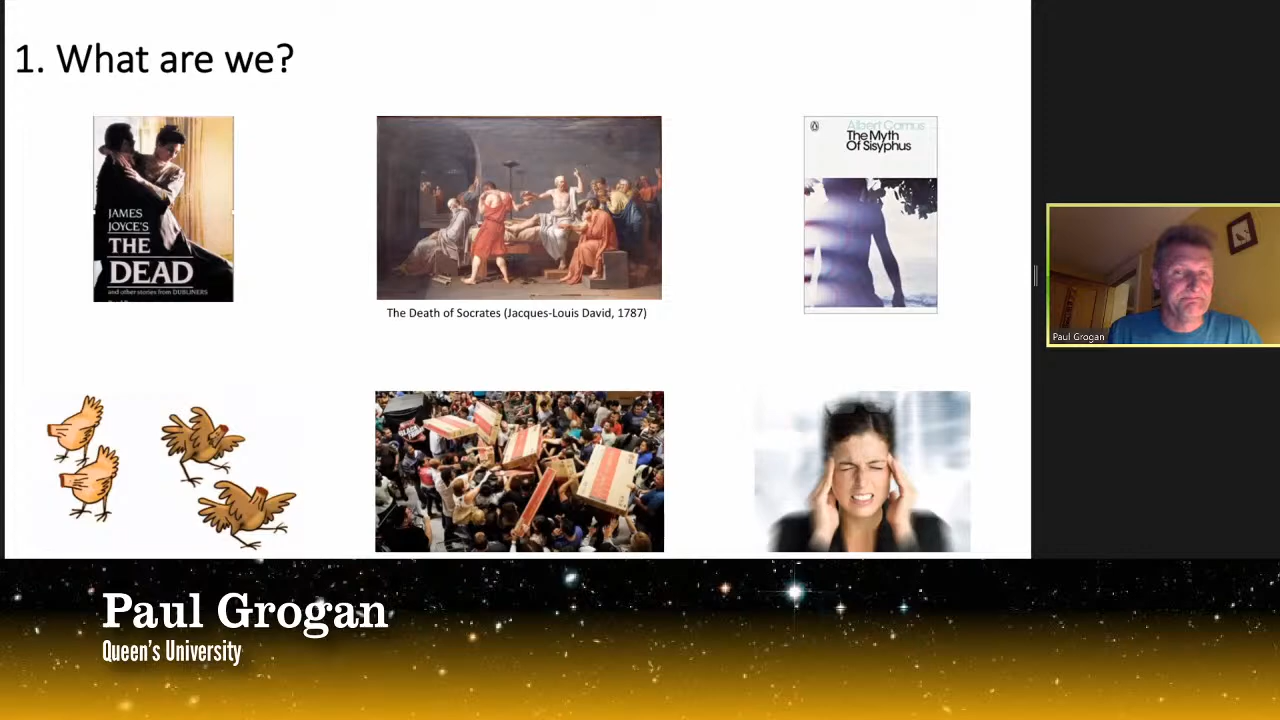 1. What are we?
JAMES
JOYCE'S
THE
DEAD
and other stories from DUBLINERS
Albert Camus
The Myth
Of Sisyphus
The Death of Socrates (Jacques-Louis David, 1787)
Paul Grogan
Paul Grogan
Queen's University